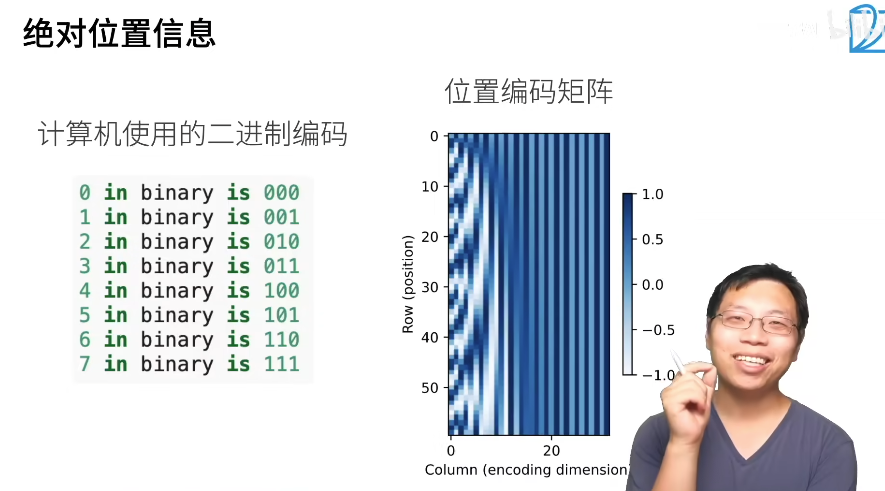 绝对位置信息
计算机使用的二进制编码
0 in binary is 000
1 in binary is 001
2 in binary is 010
3 in binary is 011
4 in binary is 100
5 in binary is 101
6 in binary is 110
7 in binary is 111
位置编码矩阵
0
10
20
30
40
50
Row (position)
0 20
Column (encoding dimension
1.0
0.5
0.0
−0.5
−1.0